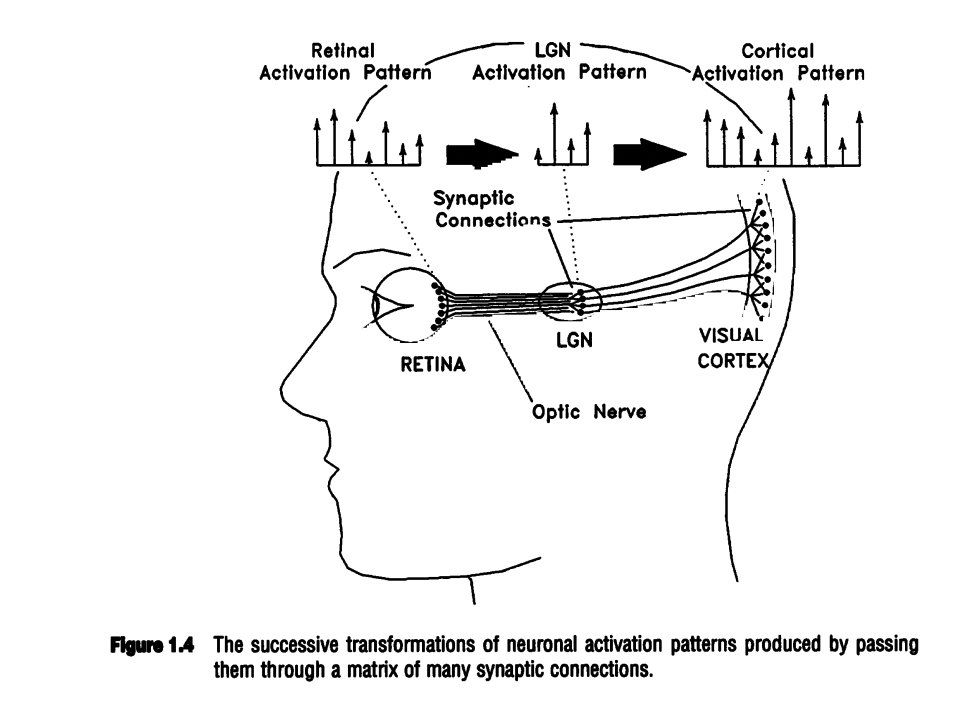 Retinal
Activation Pattern
LGN
Activation Pattern
Cortical
Activation Pattern
Synaptic
Connections
RETINA
LGN
VISUAL
CORTEX
Optic Nerve
Figure 1.4 The successive transformations of neuronal activation patterns produced by passing
them through a matrix of many synaptic connections.